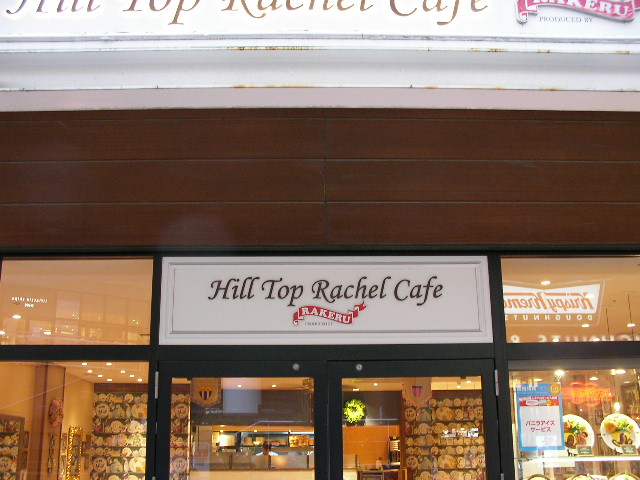 Hill Top Rachel Cafe
RAKERU
PRODUCED BY
Hill Top Rachel Cafe
RAKERU
Krispy Kreme
DOUGHNUTS
バニラアイス
サービス